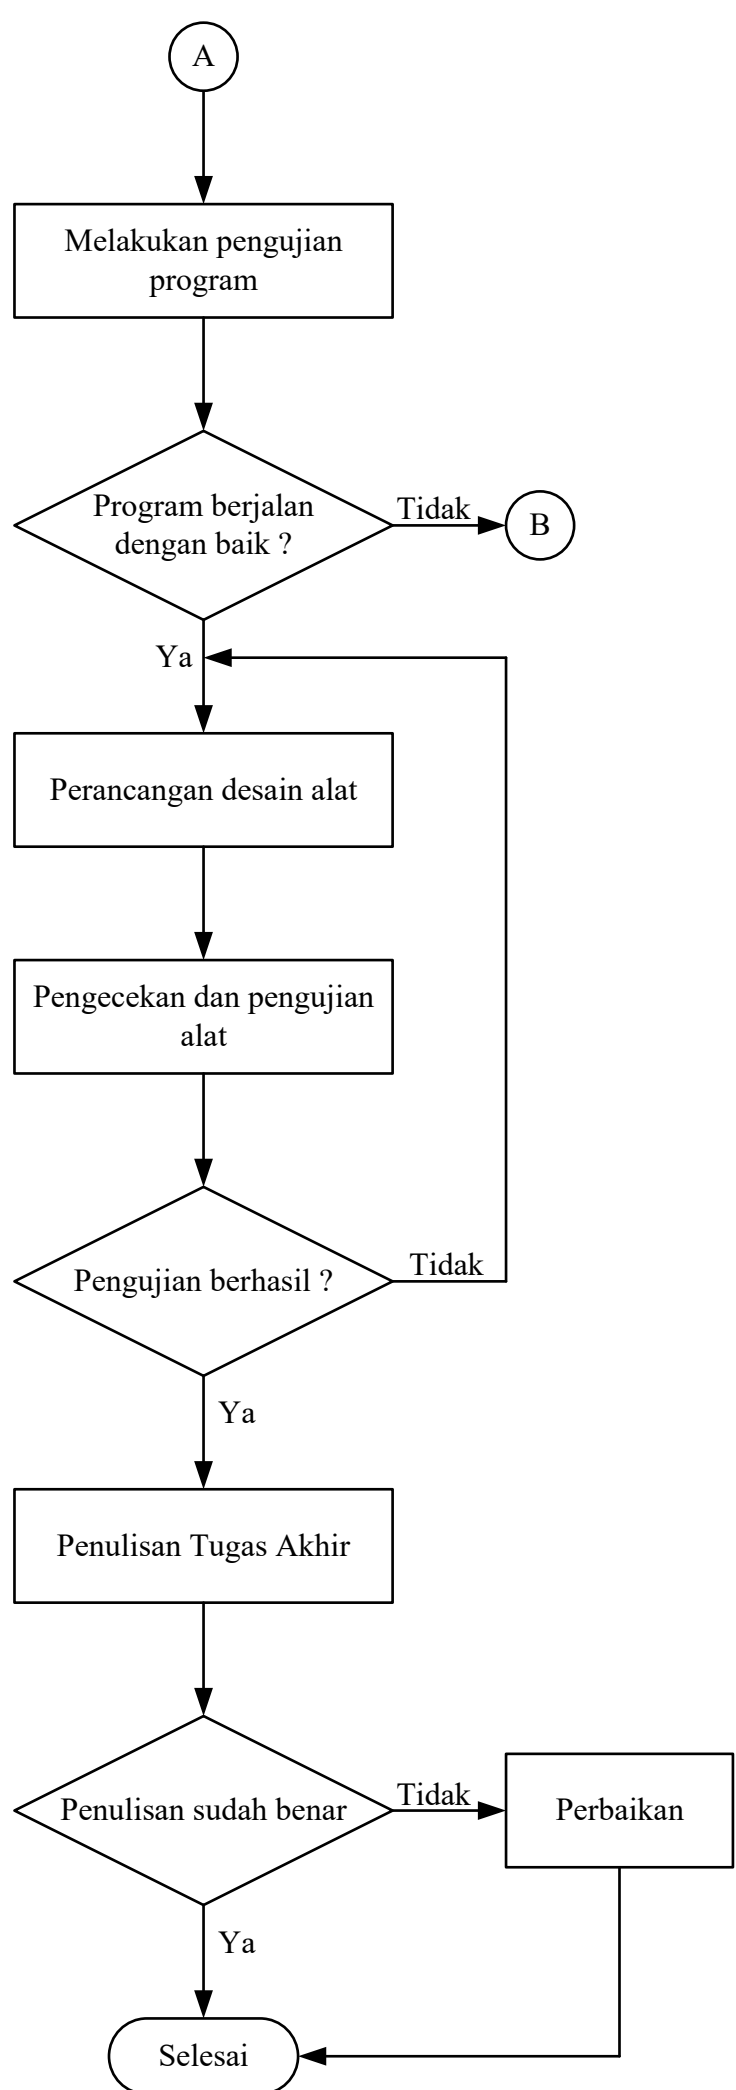 A
Melakukan pengujian
program
Program berjalan
dengan baik ?
Tidak
B
Ya
Perancangan desain alat
Pengecekan dan pengujian
alat
Pengujian berhasil ?
Tidak
Ya
Penulisan Tugas Akhir
Penulisan sudah benar
Tidak
Perbaikan
Ya
Selesai